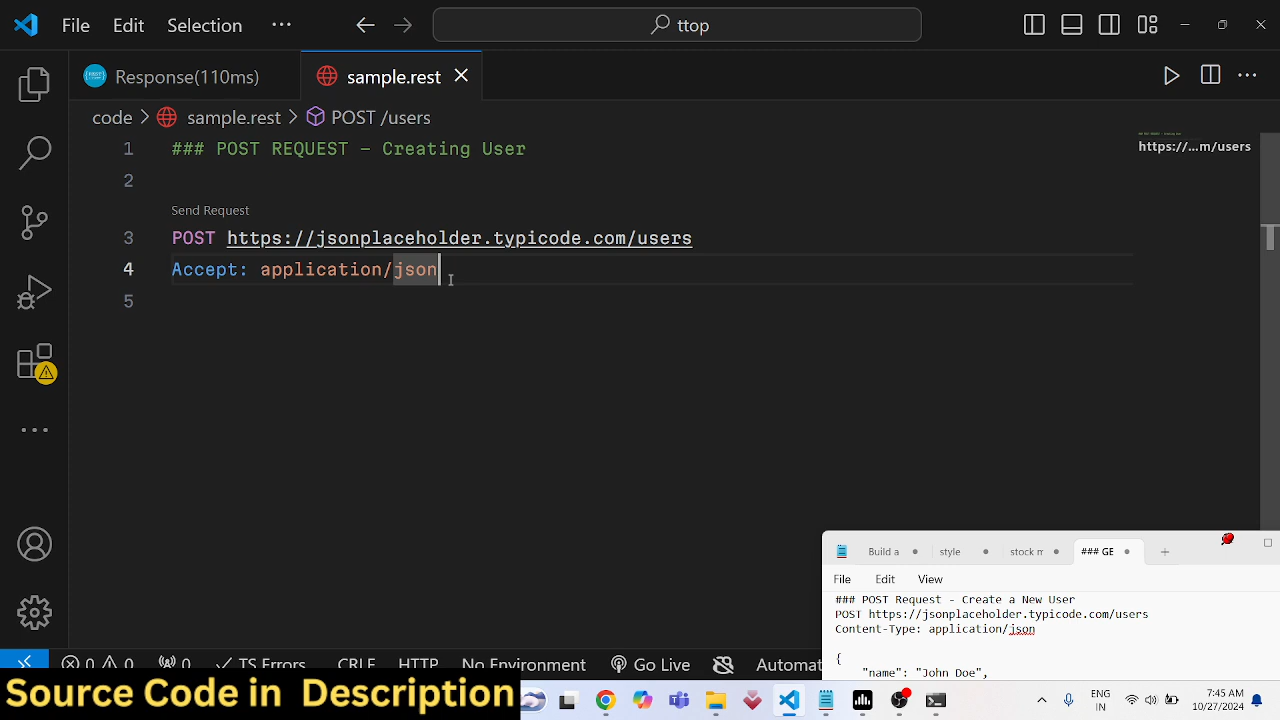 File Edit Selection ··· ttop
Response(110ms) sample.rest
code > sample.rest > POST /users
1 ### POST REQUEST - Creating User
2
Send Request
3 POST https://jsonplaceholder.typicode.com/users
4 Accept: application/json
5
https://...m/users
Build a style stock m ### GE
File Edit View
### POST Request - Create a New User
POST https://jsonplaceholder.typicode.com/users
Content-Type: application/json
{
"name": "John Doe",
0 0 0 TS Errors CRLF HTTP No Environment Go Live Automat
Source Code in Description
ENG
IN
7:45 AM
10/27/2024